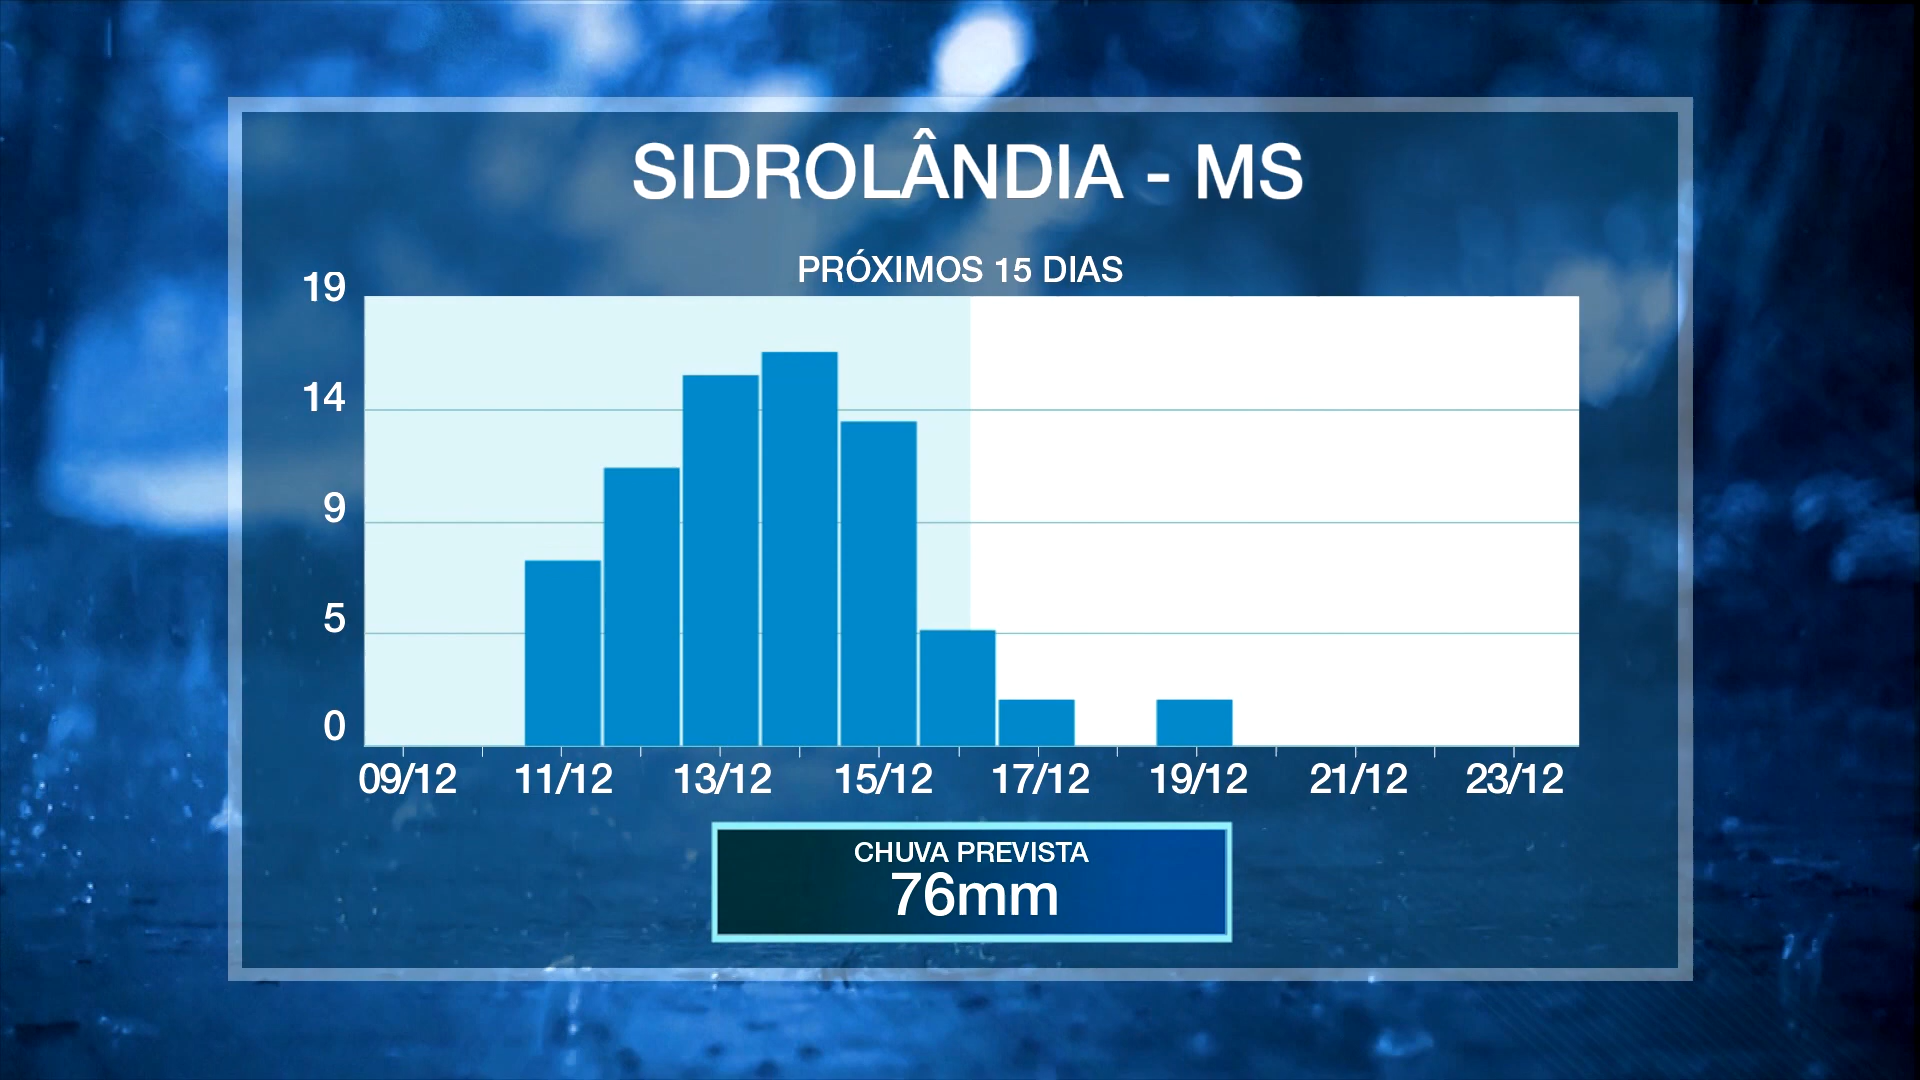 SIDROLÂNDIA - MS
PRÓXIMOS 15 DIAS
19
14
9
5
0
09/12 11/12 13/12 15/12 17/12 19/12 21/12 23/12
CHUVA PREVISTA
76mm